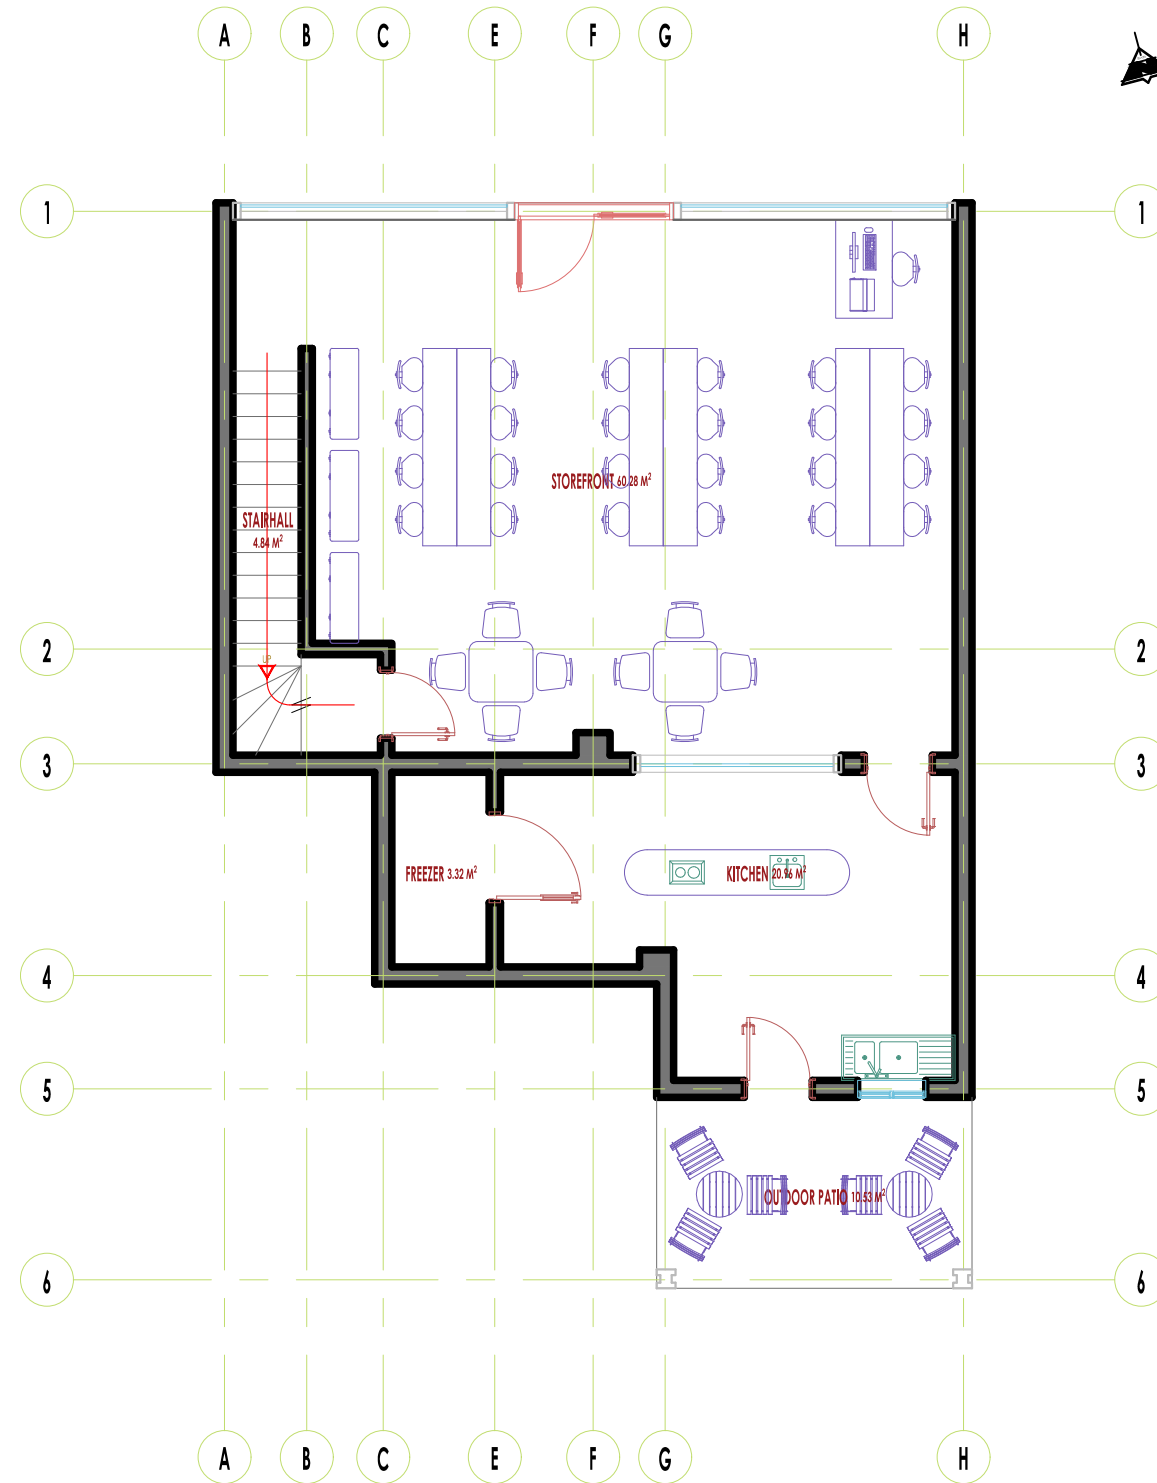 A B C E F G H
1 1
STOREFRONT 60.28 M²
STAIRHALL
4.84 M²
UP
2 2
3 3
FREEZER 3.32 M²
KITCHEN 20.96 M²
4 4
5 5
OUTDOOR PATIO 10.53 M²
6 6
A B C E F G H